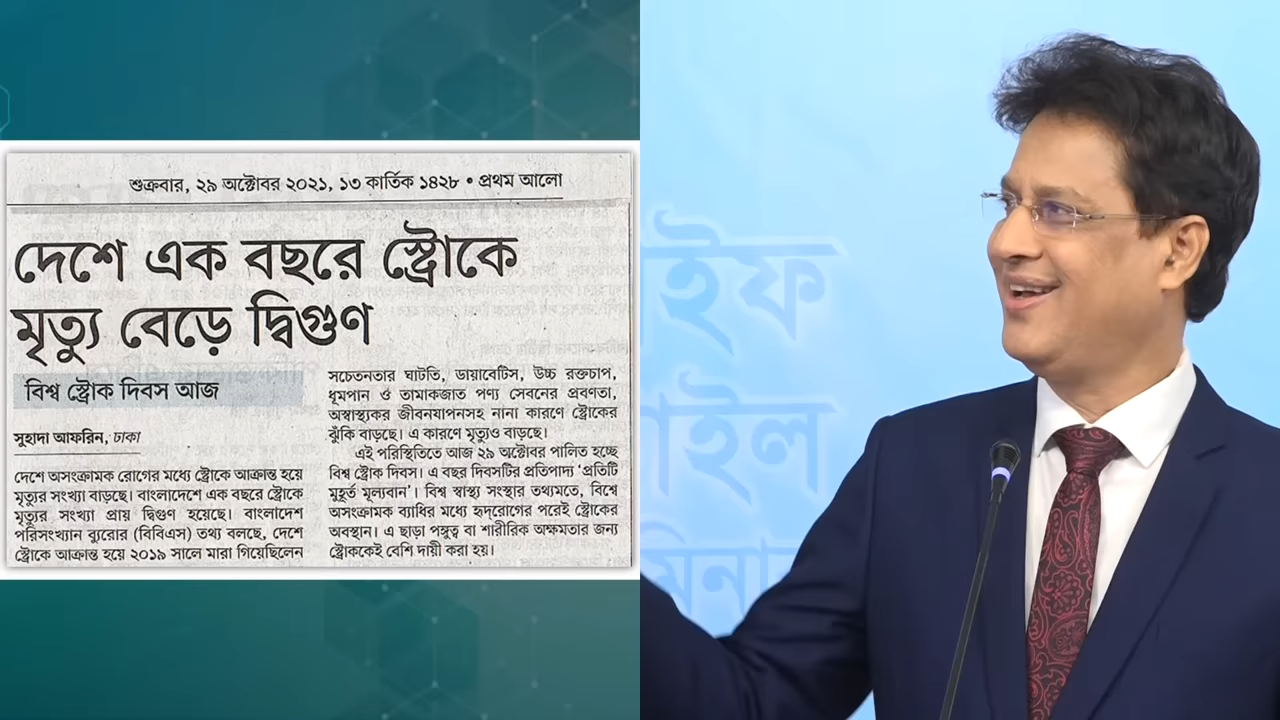 শুক্রবার, ২৯ অক্টোবর ২০২১, ১৩ কার্তিক ১৪২৮ • প্রথম আলো
দেশে এক বছরে স্ট্রোকে
মৃত্যু বেড়ে দ্বিগুণ
বিশ্ব স্ট্রোক দিবস আজ
সুহাদা আফরিন, ঢাকা
দেশে অসংক্রামক রোগের মধ্যে স্ট্রোকে আক্রান্ত হয়ে
মৃত্যুর সংখ্যা বাড়ছে। বাংলাদেশে এক বছরে স্ট্রোকে
মৃত্যুর সংখ্যা প্রায় দ্বিগুণ হয়েছে। বাংলাদেশ
পরিসংখ্যান ব্যুরোর (বিবিএস) তথ্য বলছে, দেশে
স্ট্রোকে আক্রান্ত হয়ে ২০১৯ সালে মারা গিয়েছিলেন
সচেতনতার ঘাটতি, ডায়াবেটিস, উচ্চ রক্তচাপ,
ধূমপান ও তামাকজাত পণ্য সেবনের প্রবণতা,
অস্বাস্থ্যকর জীবনযাপনসহ নানা কারণে স্ট্রোকের
ঝুঁকি বাড়ছে। এ কারণে মৃত্যুও বাড়ছে।
এই পরিস্থিতিতে আজ ২৯ অক্টোবর পালিত হচ্ছে
বিশ্ব স্ট্রোক দিবস। এ বছর দিবসটির প্রতিপাদ্য ‘প্রতিটি
মুহূর্ত মূল্যবান’। বিশ্ব স্বাস্থ্য সংস্থার তথ্যমতে, বিশ্বে
অসংক্রামক ব্যাধির মধ্যে হৃদরোগের পরেই স্ট্রোকের
অবস্থান। এ ছাড়া পঙ্গুত্ব বা শারীরিক অক্ষমতার জন্য
স্ট্রোককেই বেশি দায়ী করা হয়।
াইফ
াইল
মিনা